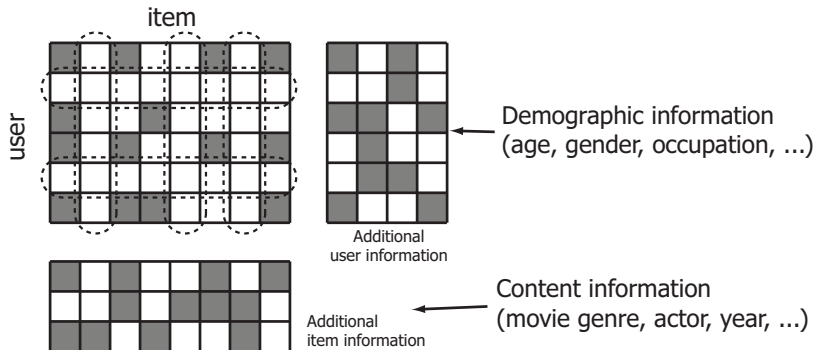 item
user
Demographic information
(age, gender, occupation, ...)
Additional
user information
Content information
(movie genre, actor, year, ...)
Additional
item information